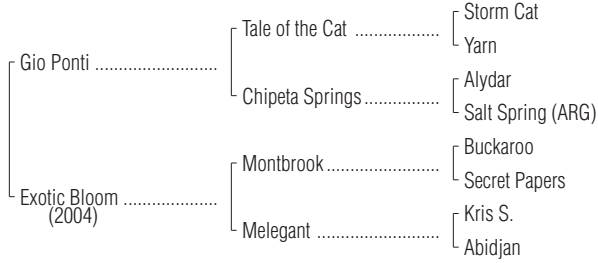 Storm Cat
Tale of the Cat ..................
Yarn
Gio Ponti ..........................
Alydar
Chipeta Springs ................
Salt Spring (ARG)
Buckaroo
Montbrook ........................
Secret Papers
Exotic Bloom ....................
(2004)
Kris S.
Melegant ..........................
Abidjan